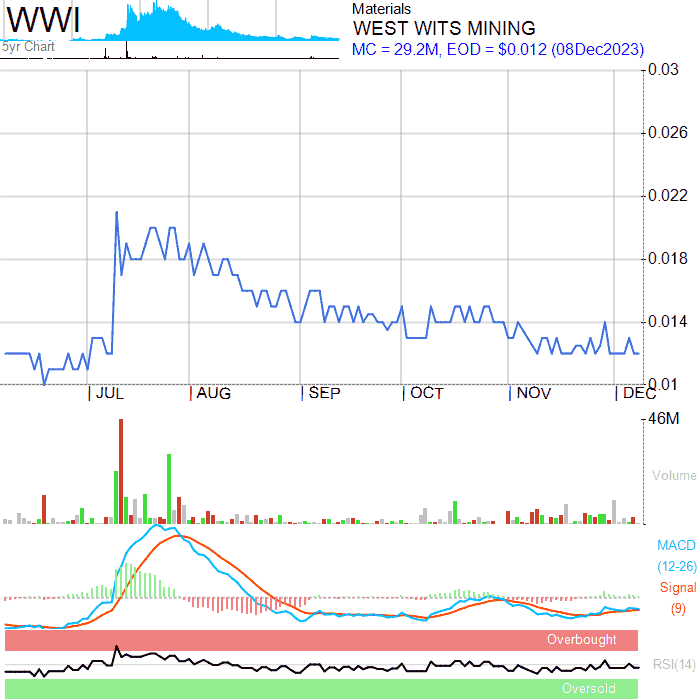 WWI
5yr Chart
Materials
WEST WITS MINING
MC = 29.2M, EOD = $0.012 (08Dec2023)
0.03
0.026
0.022
0.018
0.014
0.01
JUL AUG SEP OCT NOV DEC
46M
Volume
MACD
(12-26)
Signal
(9)
Overbought
RSI(14)
Oversold